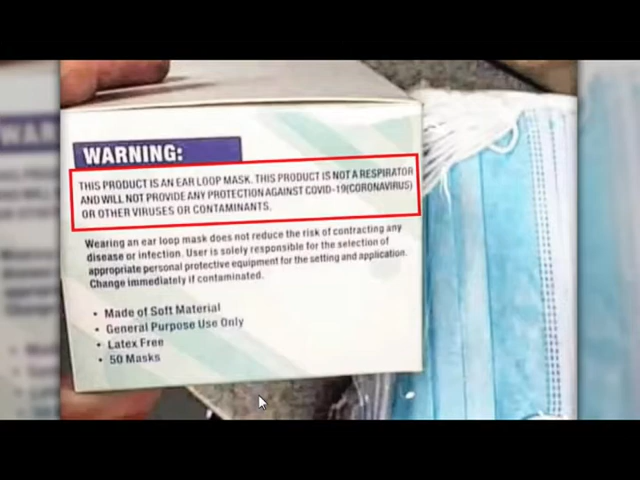 WARNING:
THIS PRODUCT IS AN EAR LOOP MASK. THIS PRODUCT IS NOT A RESPIRATOR
AND WILL NOT PROVIDE ANY PROTECTION AGAINST COVID-19(CORONAVIRUS)
OR OTHER VIRUSES OR CONTAMINANTS.
Wearing an ear loop mask does not reduce the risk of contracting any
disease or infection. User is solely responsible for the selection of
appropriate personal protective equipment for the setting and application.
Change immediately if contaminated.
• Made of Soft Material
• General Purpose Use Only
• Latex Free
• 50 Masks